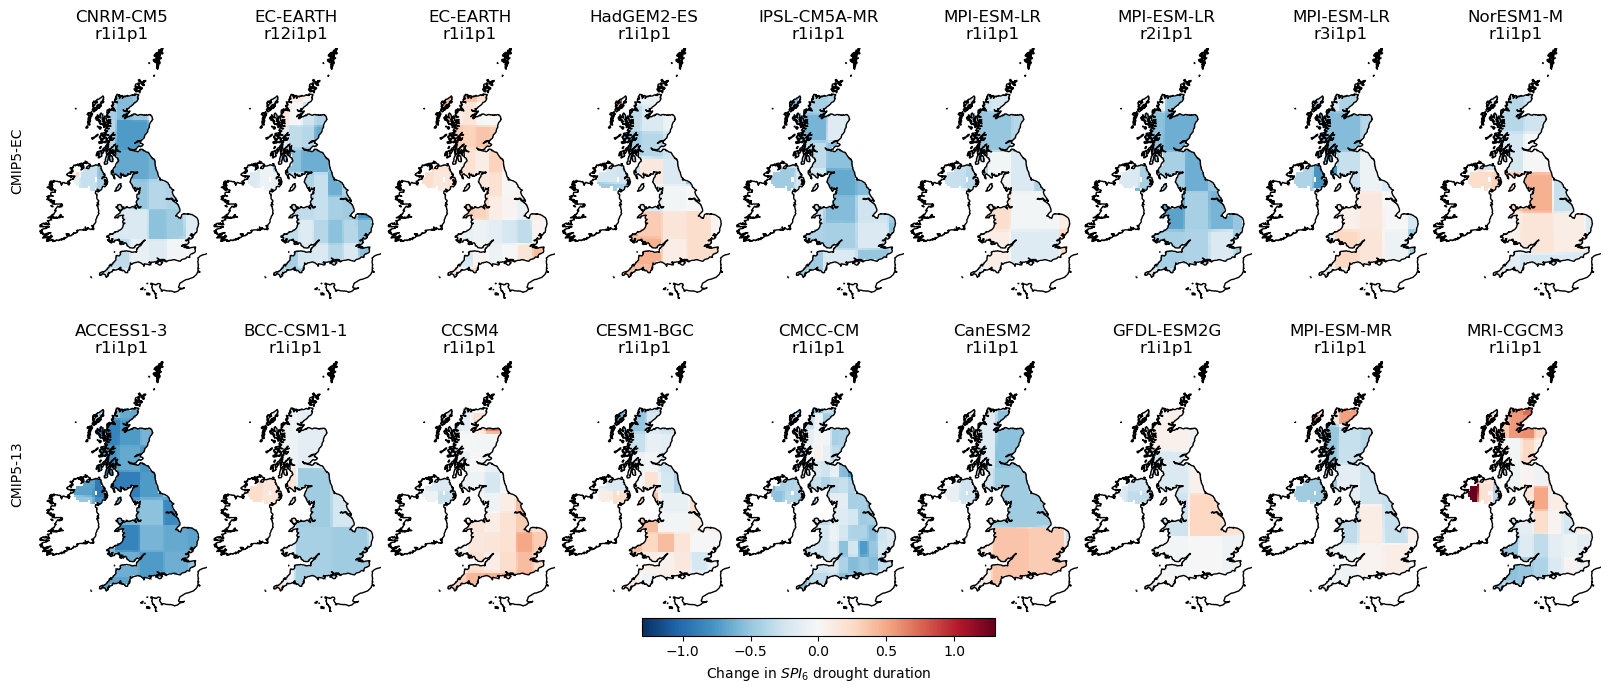 CNRM-CM5 EC-EARTH EC-EARTH HadGEM2-ES IPSL-CM5A-MR MPI-ESM-LR MPI-ESM-LR MPI-ESM-LR NorESM1-M
r1i1p1 r12i1p1 r1i1p1 r1i1p1 r1i1p1 r1i1p1 r2i1p1 r3i1p1 r1i1p1
CMIP5-EC
ACCESS1-3 BCC-CSM1-1 CCSM4 CESM1-BGC CMCC-CM CanESM2 GFDL-ESM2G MPI-ESM-MR MRI-CGCM3
r1i1p1 r1i1p1 r1i1p1 r1i1p1 r1i1p1 r1i1p1 r1i1p1 r1i1p1 r1i1p1
CMIP5-13
−1.0 −0.5 0.0 0.5 1.0
Change in SPI₆ drought duration